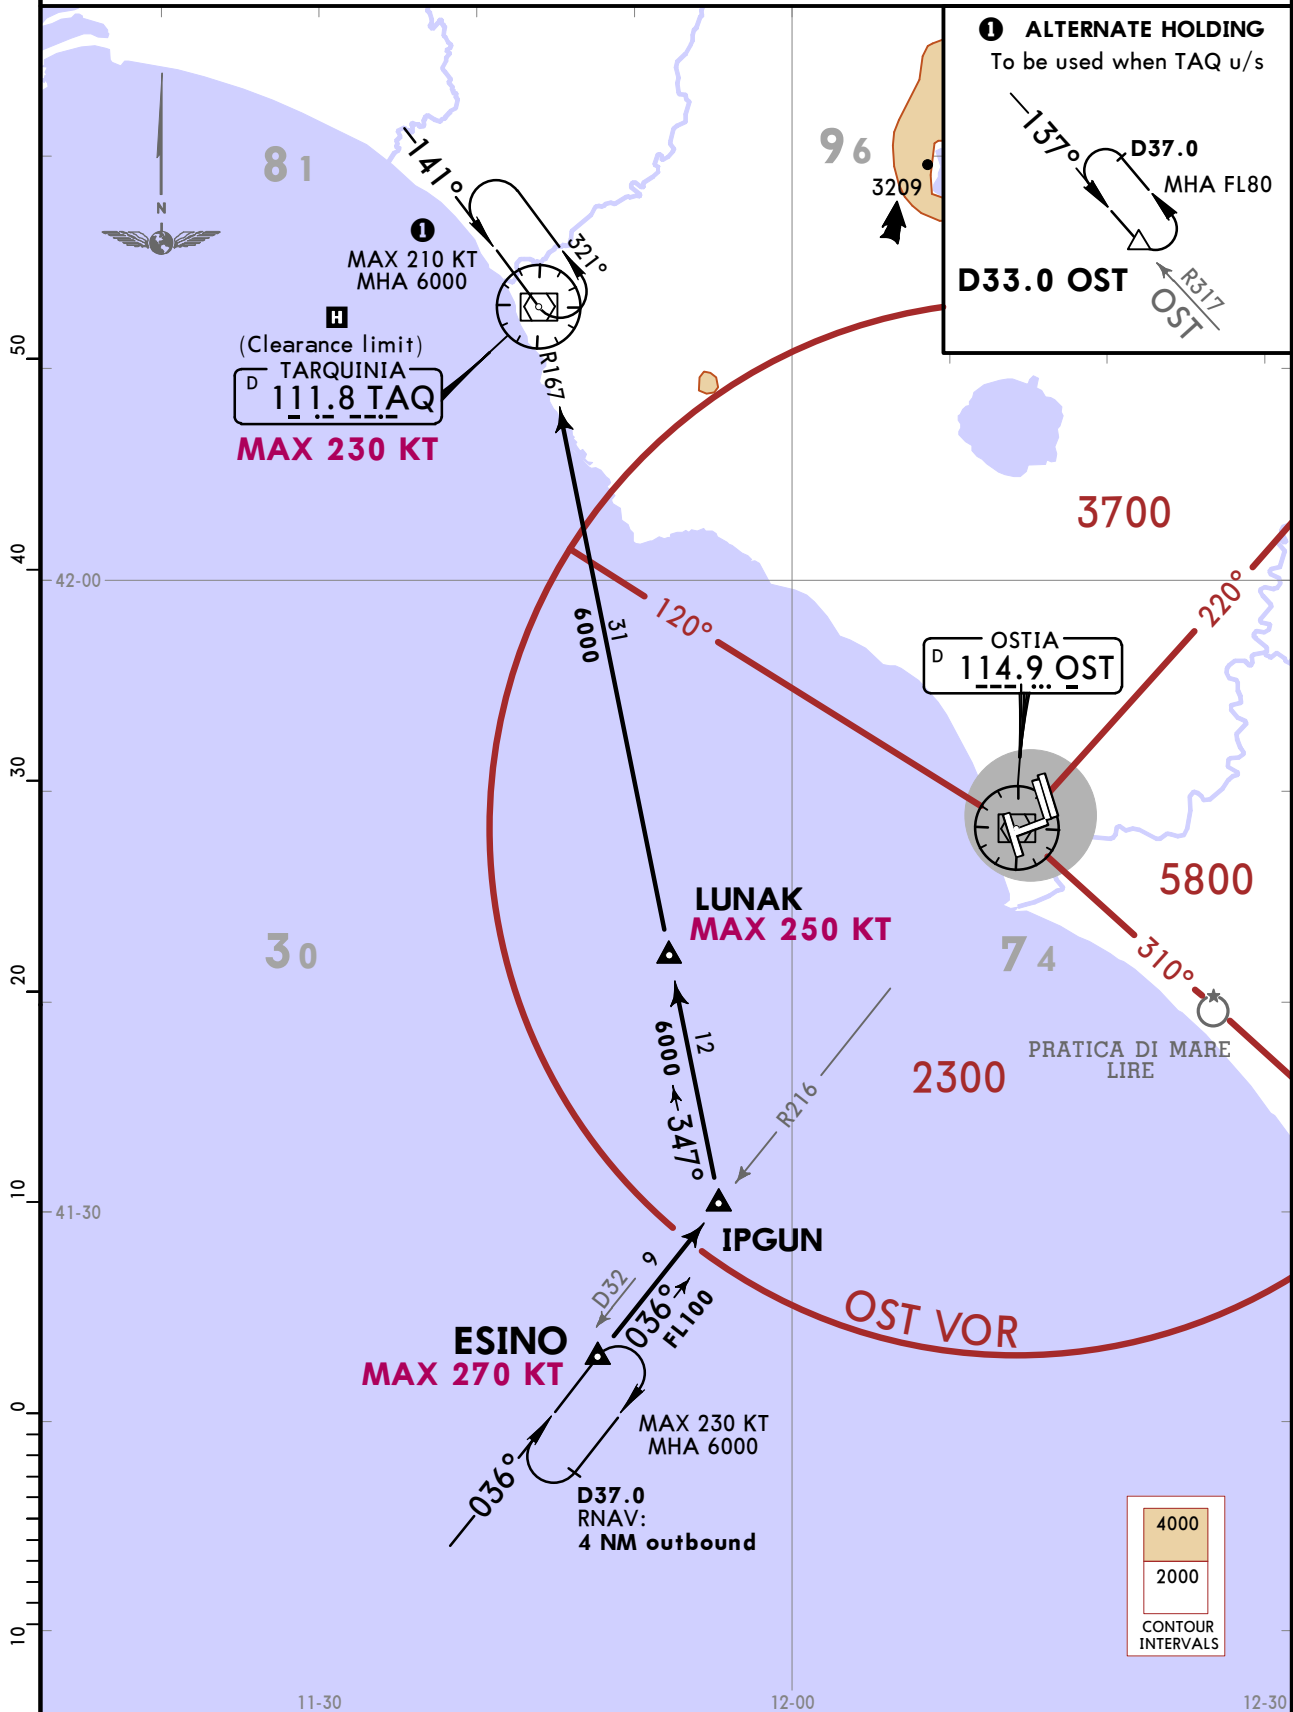 ❶ ALTERNATE HOLDING
To be used when TAQ u/s
137°
D37.0
MHA FL80
D33.0 OST
R317
OST
N
81
96
3209
141°
❶
MAX 210 KT
MHA 6000
321°
H
(Clearance limit)
TARQUINIA
D 111.8 TAQ
MAX 230 KT
R167
50
3700
40
42-00
120°
220°
31
6000
OSTIA
D 114.9 OST
30
LUNAK
MAX 250 KT
5800
30
74
310°
20
12
6000
PRATICA DI MARE
LIRE
2300
R216
347°
10
41-30
IPGUN
9
D32
036°
FL100
OST VOR
ESINO
MAX 270 KT
0
MAX 230 KT
MHA 6000
036°
D37.0
RNAV:
4 NM outbound
4000
2000
CONTOUR
INTERVALS
10
11-30
12-00
12-30